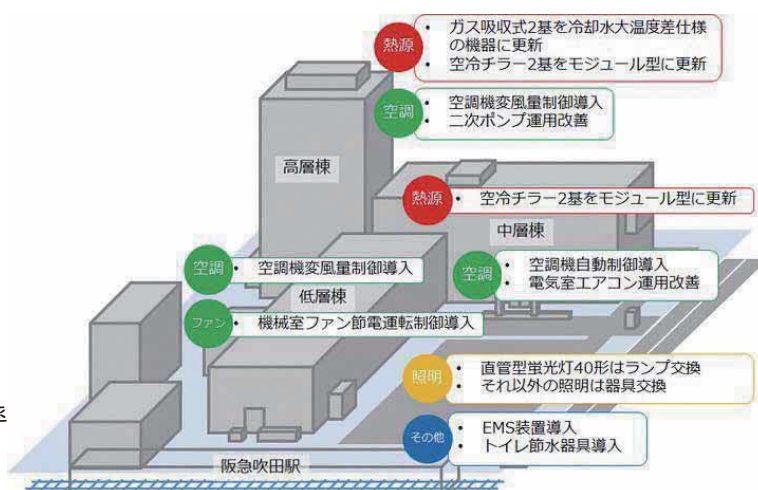 熱源
• ガス吸収式2基を冷却水大温度差仕様
の機器に更新
• 空冷チラー2基をモジュール型に更新
空調
• 空調機変風量制御導入
• 二次ポンプ運用改善
高層棟
熱源
• 空冷チラー2基をモジュール型に更新
中層棟
空調
• 空調機変風量制御導入
空調
• 空調機自動制御導入
• 電気室エアコン運用改善
低層棟
ファン
• 機械室ファン節電運転制御導入
照明
• 直管型蛍光灯40形はランプ交換
• それ以外の照明は器具交換
その他
• EMS装置導入
• トイレ節水器具導入
阪急吹田駅